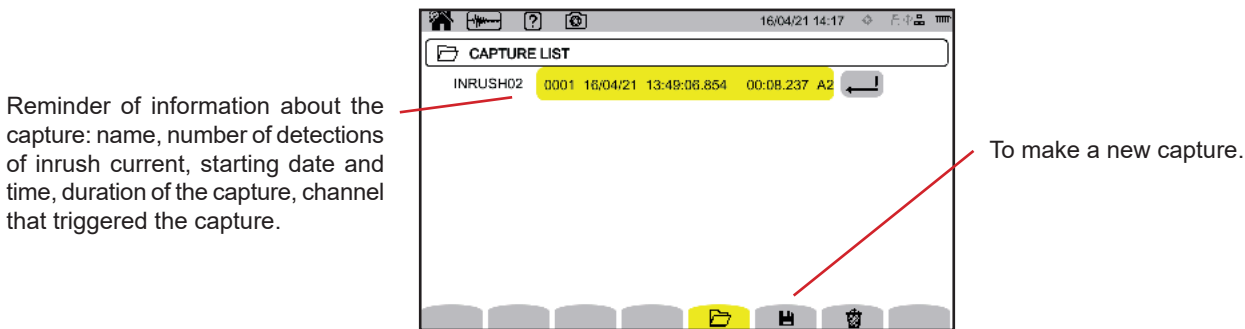 16/04/21 14:17
CAPTURE LIST
INRUSH02 0001 16/04/21 13:49:06.854 00:08.237 A2
Reminder of information about the
capture: name, number of detections
of inrush current, starting date and
time, duration of the capture, channel
that triggered the capture.
To make a new capture.